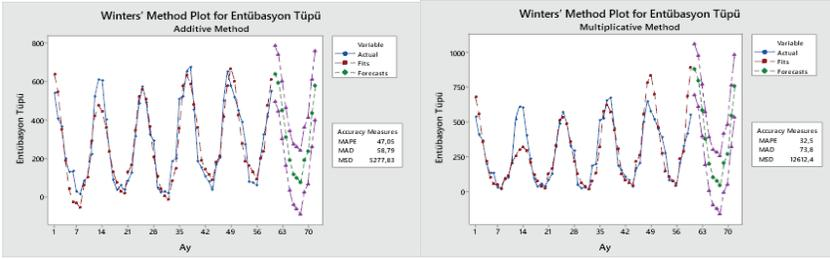 Winters' Method Plot for Entübasyon Tüpü
Additive Method
800
600
400
200
0
Entübasyon Tüpü
1 7 14 21 28 35 42 49 56 63 70
Ay
Variable
Actual
Fits
Forecasts
Accuracy Measures
MAPE 47,05
MAD 58,79
MSD 5277,83
Winters' Method Plot for Entübasyon Tüpü
Multiplicative Method
1000
750
500
250
0
Entübasyon Tüpü
1 7 14 21 28 35 42 49 56 63 70
Ay
Variable
Actual
Fits
Forecasts
Accuracy Measures
MAPE 32,5
MAD 73,8
MSD 12612,4